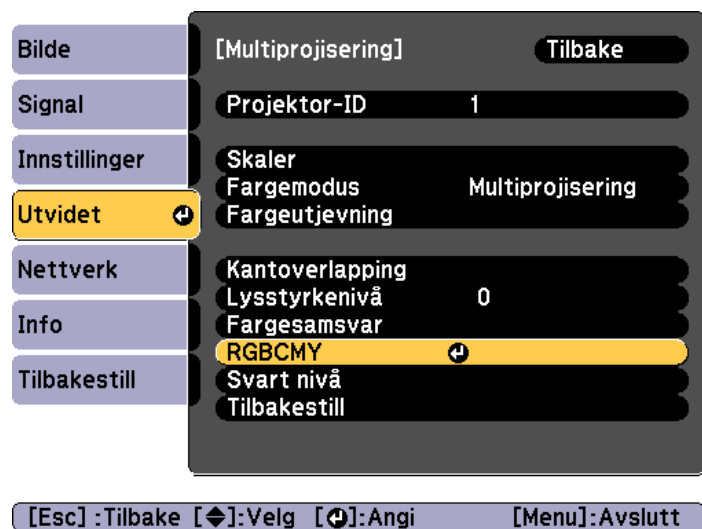 Bilde
Signal
Innstillinger
Utvidet
Nettverk
Info
Tilbakestill
[Multiprojisering] Tilbake
Projektor-ID 1
Skaler
Fargemodus Multiprojisering
Fargeutjevning
Kantoverlapping
Lysstyrkenivå 0
Fargesamsvar
RGBCMY
Svart nivå
Tilbakestill
[Esc] :Tilbake [◆]:Velg [⏎]:Angi [Menu]:Avslutt